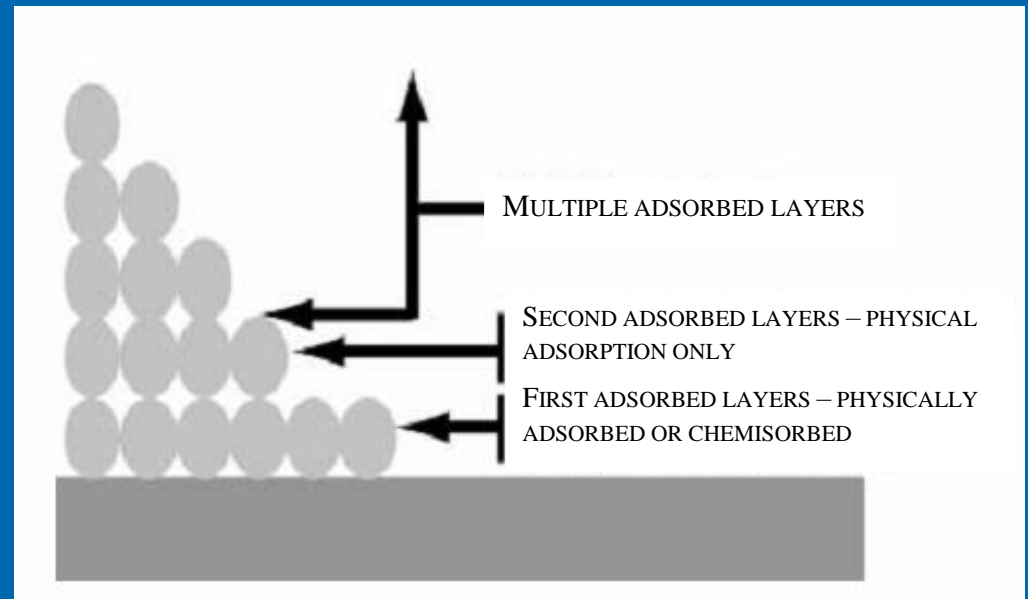 MULTIPLE ADSORBED LAYERS
SECOND ADSORBED LAYERS – PHYSICAL
ADSORPTION ONLY
FIRST ADSORBED LAYERS – PHYSICALLY
ADSORBED OR CHEMISORBED